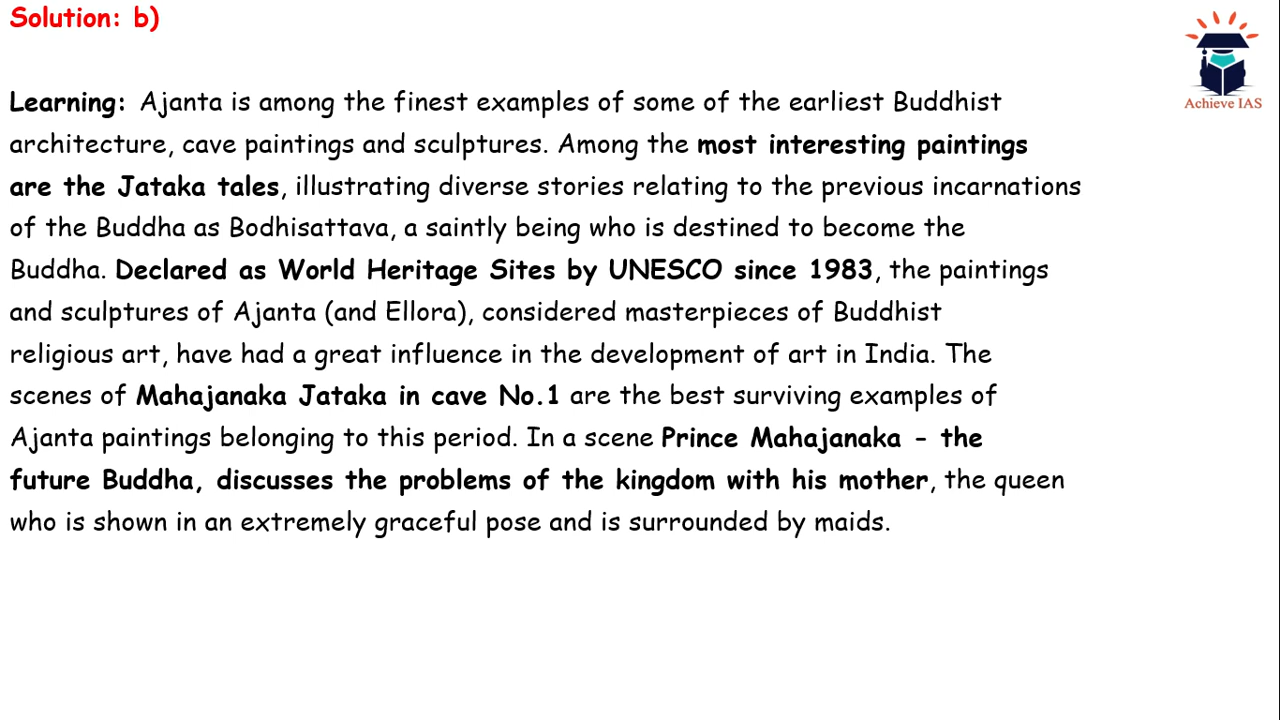 Solution: b)
Achieve IAS
Learning: Ajanta is among the finest examples of some of the earliest Buddhist
architecture, cave paintings and sculptures. Among the most interesting paintings
are the Jataka tales, illustrating diverse stories relating to the previous incarnations
of the Buddha as Bodhisattava, a saintly being who is destined to become the
Buddha. Declared as World Heritage Sites by UNESCO since 1983, the paintings
and sculptures of Ajanta (and Ellora), considered masterpieces of Buddhist
religious art, have had a great influence in the development of art in India. The
scenes of Mahajanaka Jataka in cave No.1 are the best surviving examples of
Ajanta paintings belonging to this period. In a scene Prince Mahajanaka - the
future Buddha, discusses the problems of the kingdom with his mother, the queen
who is shown in an extremely graceful pose and is surrounded by maids.